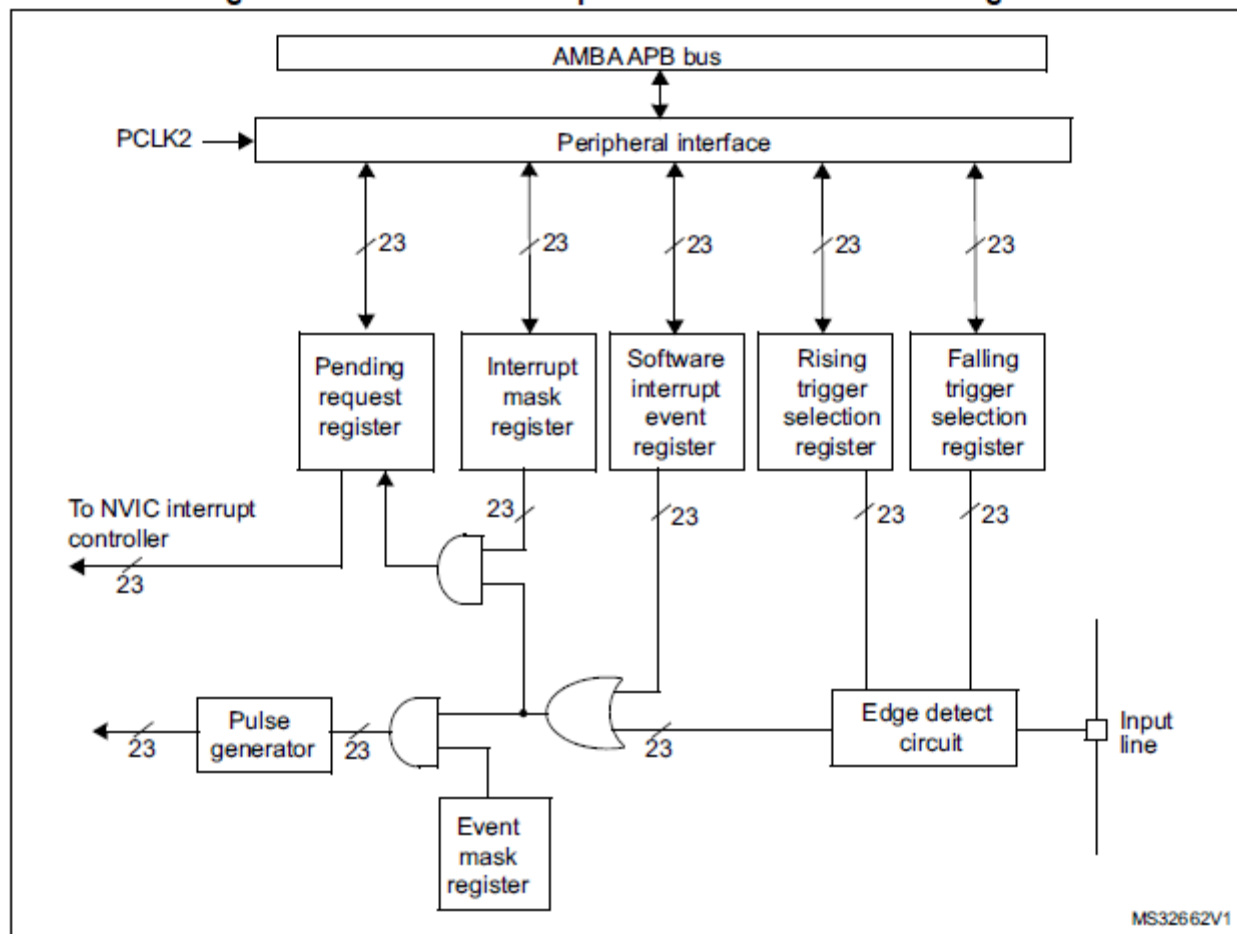 AMBA APB bus
PCLK2
Peripheral interface
23
23
23
23
23
Pending
request
register
Interrupt
mask
register
Software
interrupt
event
register
Rising
trigger
selection
register
Falling
trigger
selection
register
To NVIC interrupt
controller
23
23
23
23
23
Pulse
generator
23
23
23
Edge detect
circuit
Input
line
Event
mask
register
MS32662V1